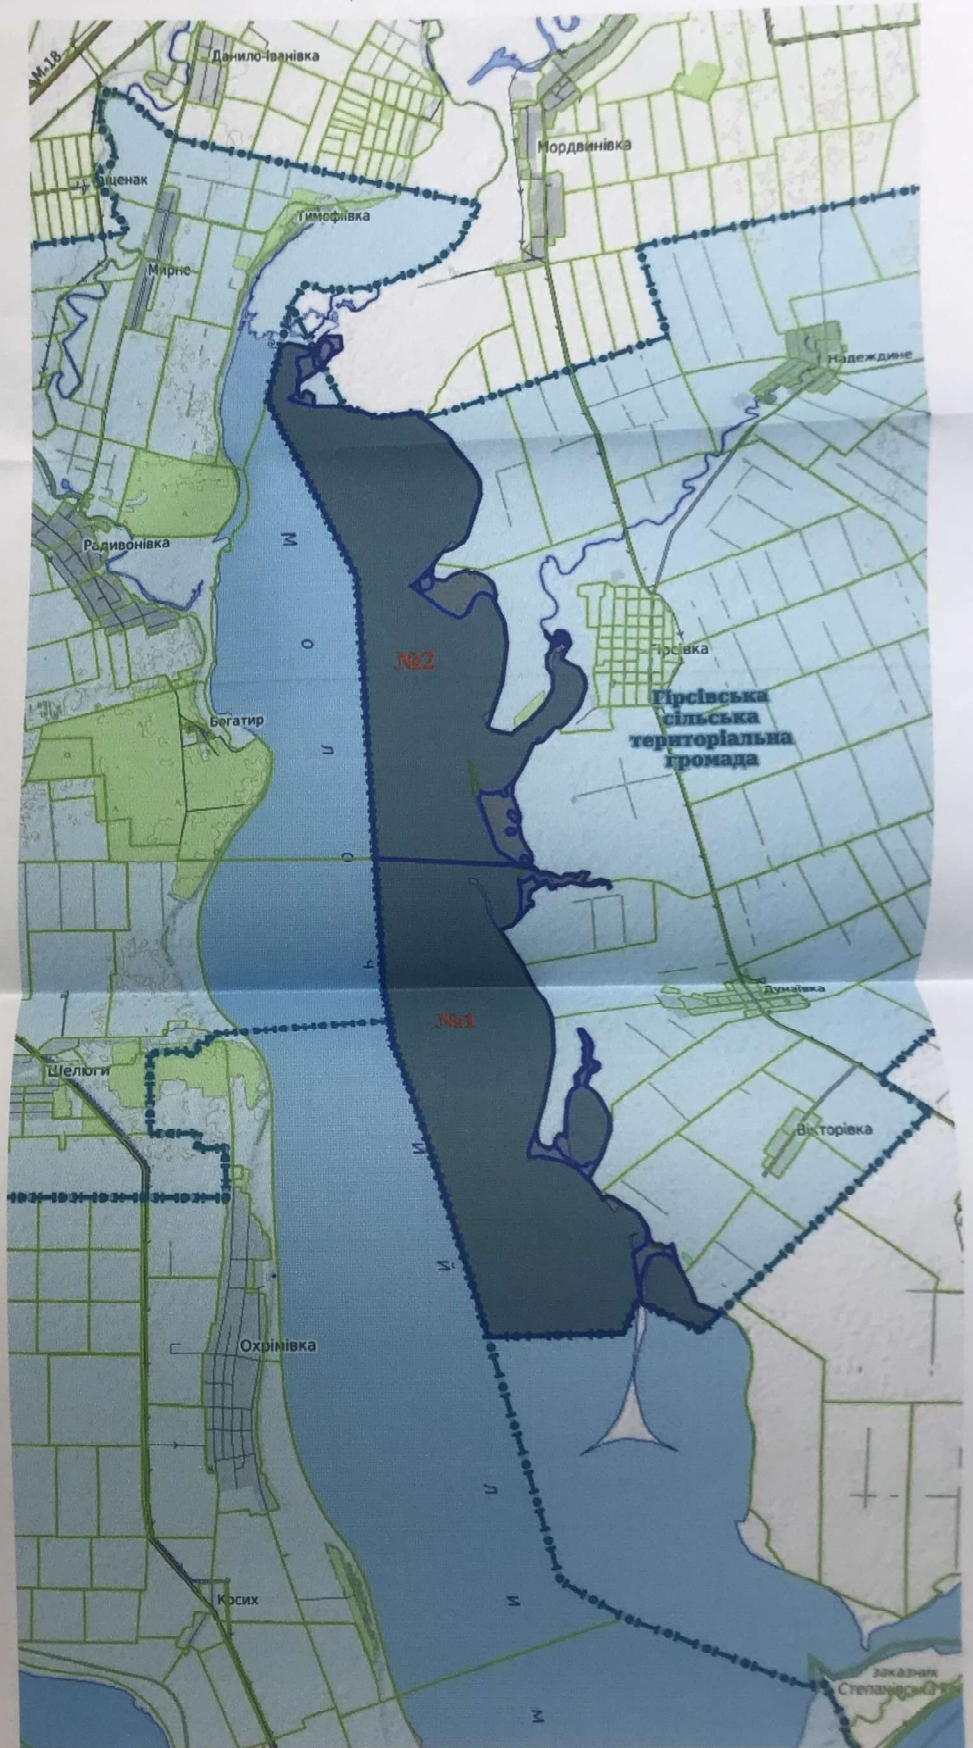 М-18
Данило-Іванівка
Мордвинівка
Тимофіївка
Мирне
Надеждине
Радивонівка
М
О
№2
Л
Гірсівська
сільська
територіальна
громада
Богатир
О
Ч
№1
Дунаївка
Шелюги
Вікторівка
И
Й
Охрімівка
Л
И
Косих
М
заказник